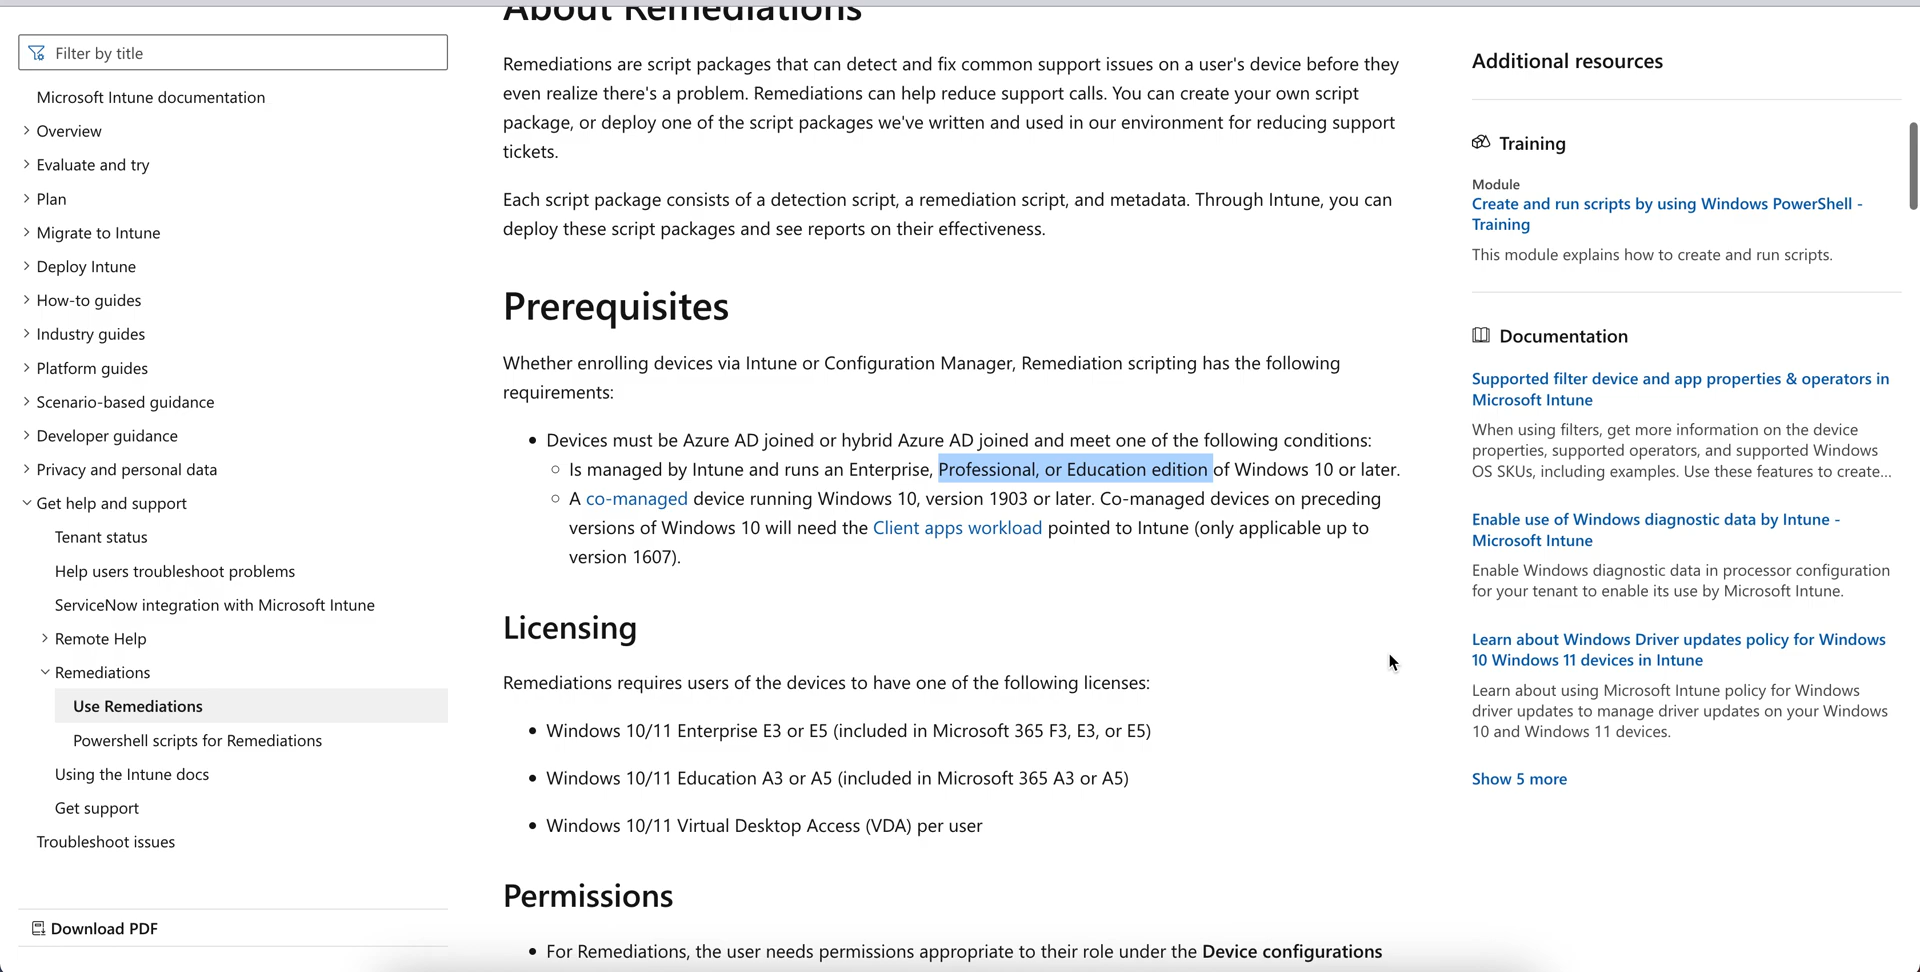 Filter by title
Microsoft Intune documentation
Overview
Evaluate and try
Plan
Migrate to Intune
Deploy Intune
How-to guides
Industry guides
Platform guides
Scenario-based guidance
Developer guidance
Privacy and personal data
Get help and support
Tenant status
Help users troubleshoot problems
ServiceNow integration with Microsoft Intune
Remote Help
Remediations
Use Remediations
Powershell scripts for Remediations
Using the Intune docs
Get support
Troubleshoot issues
Download PDF
About Remediations
Remediations are script packages that can detect and fix common support issues on a user's device before they
even realize there's a problem. Remediations can help reduce support calls. You can create your own script
package, or deploy one of the script packages we've written and used in our environment for reducing support
tickets.
Each script package consists of a detection script, a remediation script, and metadata. Through Intune, you can
deploy these script packages and see reports on their effectiveness.
Prerequisites
Whether enrolling devices via Intune or Configuration Manager, Remediation scripting has the following
requirements:
• Devices must be Azure AD joined or hybrid Azure AD joined and meet one of the following conditions:
○ Is managed by Intune and runs an Enterprise, Professional, or Education edition of Windows 10 or later.
○ A co-managed device running Windows 10, version 1903 or later. Co-managed devices on preceding
versions of Windows 10 will need the Client apps workload pointed to Intune (only applicable up to
version 1607).
Licensing
Remediations requires users of the devices to have one of the following licenses:
• Windows 10/11 Enterprise E3 or E5 (included in Microsoft 365 F3, E3, or E5)
• Windows 10/11 Education A3 or A5 (included in Microsoft 365 A3 or A5)
• Windows 10/11 Virtual Desktop Access (VDA) per user
Permissions
• For Remediations, the user needs permissions appropriate to their role under the Device configurations
Additional resources
Training
Module
Create and run scripts by using Windows PowerShell -
Training
This module explains how to create and run scripts.
Documentation
Supported filter device and app properties & operators in
Microsoft Intune
When using filters, get more information on the device
properties, supported operators, and supported Windows
OS SKUs, including examples. Use these features to create...
Enable use of Windows diagnostic data by Intune -
Microsoft Intune
Enable Windows diagnostic data in processor configuration
for your tenant to enable its use by Microsoft Intune.
Learn about Windows Driver updates policy for Windows
10 Windows 11 devices in Intune
Learn about using Microsoft Intune policy for Windows
driver updates to manage driver updates on your Windows
10 and Windows 11 devices.
Show 5 more